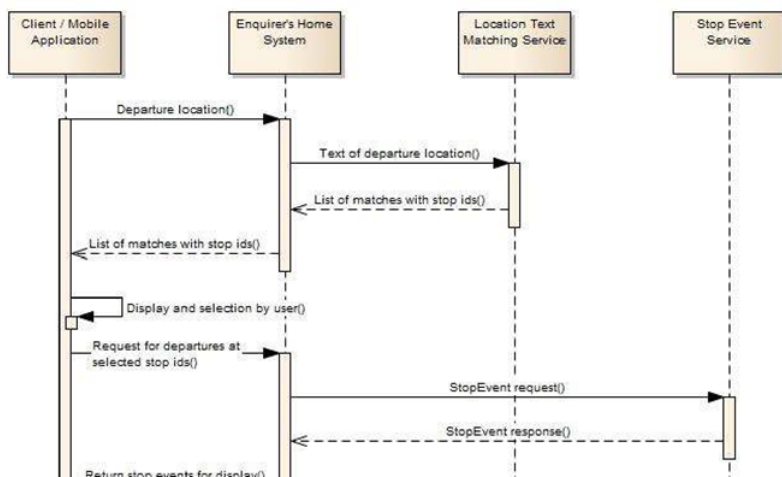 Client / Mobile
Application
Enquirer's Home
System
Location Text
Matching Service
Stop Event
Service
Departure location()
Text of departure location()
List of matches with stop ids()
List of matches with stop ids()
Display and selection by user()
Request for departures at
selected stop ids()
StopEvent request()
StopEvent response()
Return stop events for display()